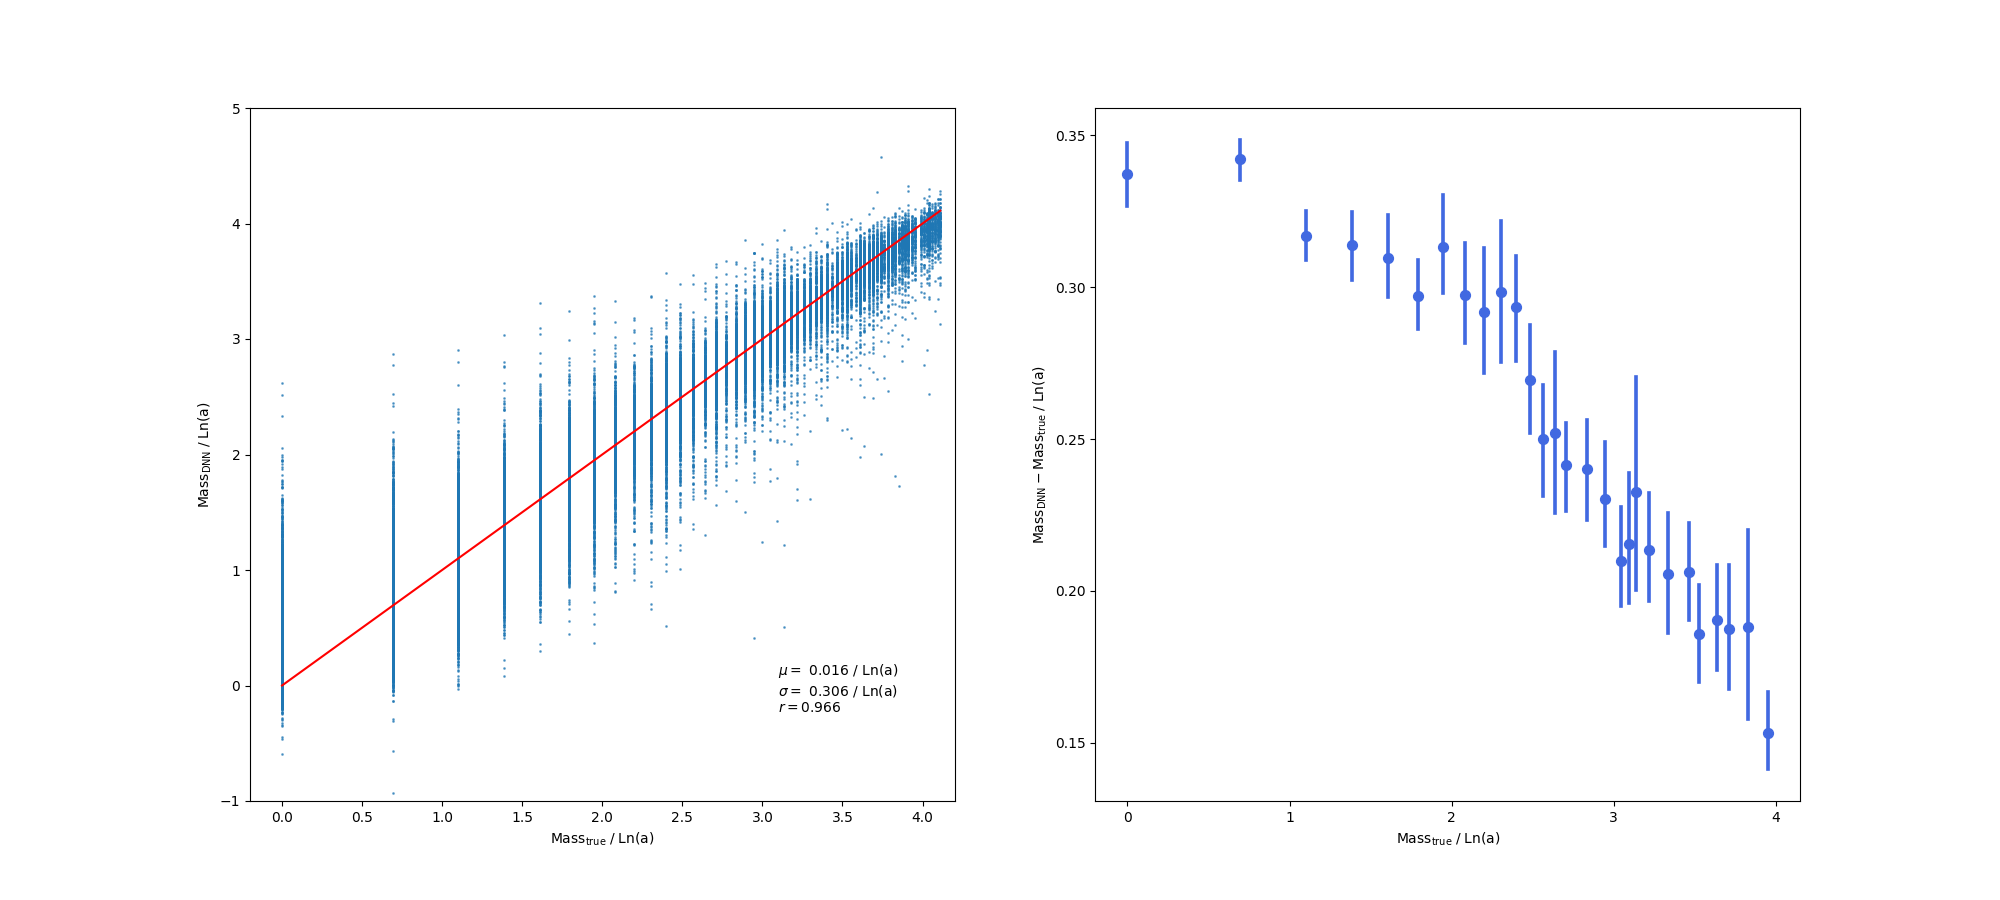 5
4
3
2
1
0
−1
Mass_DNN / Ln(a)
μ = 0.016 / Ln(a)
σ = 0.306 / Ln(a)
r = 0.966
0.0 0.5 1.0 1.5 2.0 2.5 3.0 3.5 4.0
Mass_true / Ln(a)
0.35
0.30
0.25
0.20
0.15
Mass_DNN − Mass_true / Ln(a)
0 1 2 3 4
Mass_true / Ln(a)